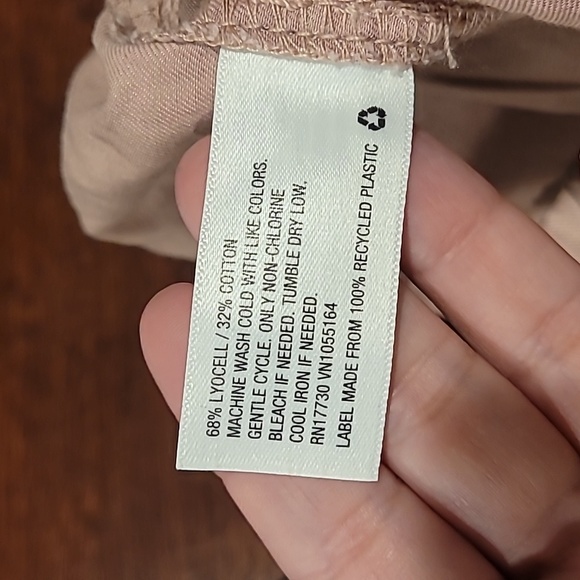 68% LYOCELL / 32% COTTON
MACHINE WASH COLD WITH LIKE COLORS.
GENTLE CYCLE. ONLY NON-CHLORINE
BLEACH IF NEEDED. TUMBLE DRY LOW.
COOL IRON IF NEEDED.
RN17730 VN1055164
LABEL MADE FROM 100% RECYCLED PLASTIC